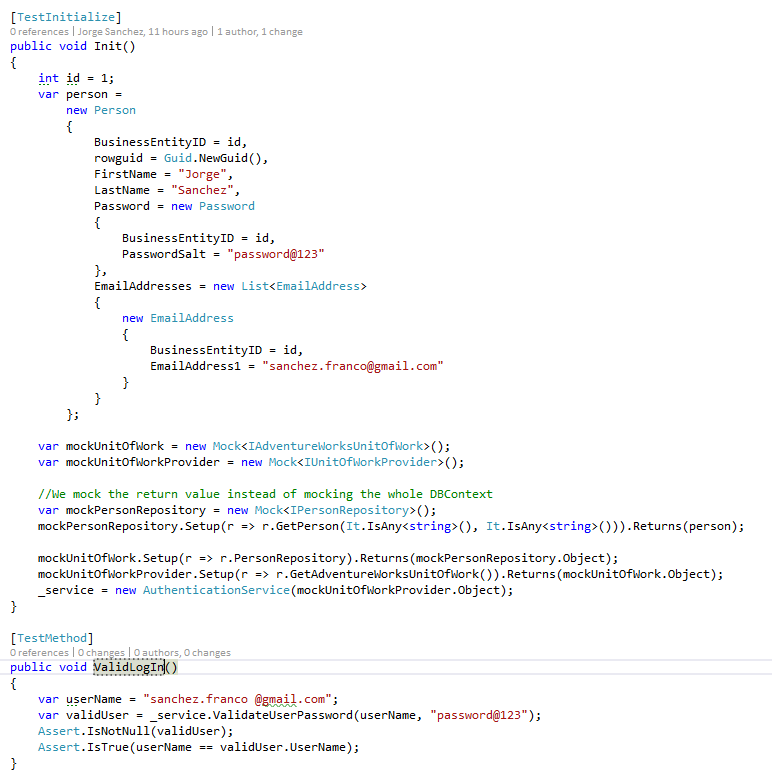 [TestInitialize]
0 references | Jorge Sanchez, 11 hours ago | 1 author, 1 change
public void Init()
{
    int id = 1;
    var person =
        new Person
        {
            BusinessEntityID = id,
            rowguid = Guid.NewGuid(),
            FirstName = "Jorge",
            LastName = "Sanchez",
            Password = new Password
            {
                BusinessEntityID = id,
                PasswordSalt = "password@123"
            },
            EmailAddresses = new List<EmailAddress>
            {
                new EmailAddress
                {
                    BusinessEntityID = id,
                    EmailAddress1 = "sanchez.franco@gmail.com"
                }
            }
        };

    var mockUnitOfWork = new Mock<IAdventureWorksUnitOfWork>();
    var mockUnitOfWorkProvider = new Mock<IUnitOfWorkProvider>();

    //We mock the return value instead of mocking the whole DBContext
    var mockPersonRepository = new Mock<IPersonRepository>();
    mockPersonRepository.Setup(r => r.GetPerson(It.IsAny<string>(), It.IsAny<string>())).Returns(person);

    mockUnitOfWork.Setup(r => r.PersonRepository).Returns(mockPersonRepository.Object);
    mockUnitOfWorkProvider.Setup(r => r.GetAdventureWorksUnitOfWork()).Returns(mockUnitOfWork.Object);
    _service = new AuthenticationService(mockUnitOfWorkProvider.Object);
}

[TestMethod]
0 references | 0 changes | 0 authors, 0 changes
public void ValidLogIn()
{
    var userName = "sanchez.franco @gmail.com";
    var validUser = _service.ValidateUserPassword(userName, "password@123");
    Assert.IsNotNull(validUser);
    Assert.IsTrue(userName == validUser.UserName);
}